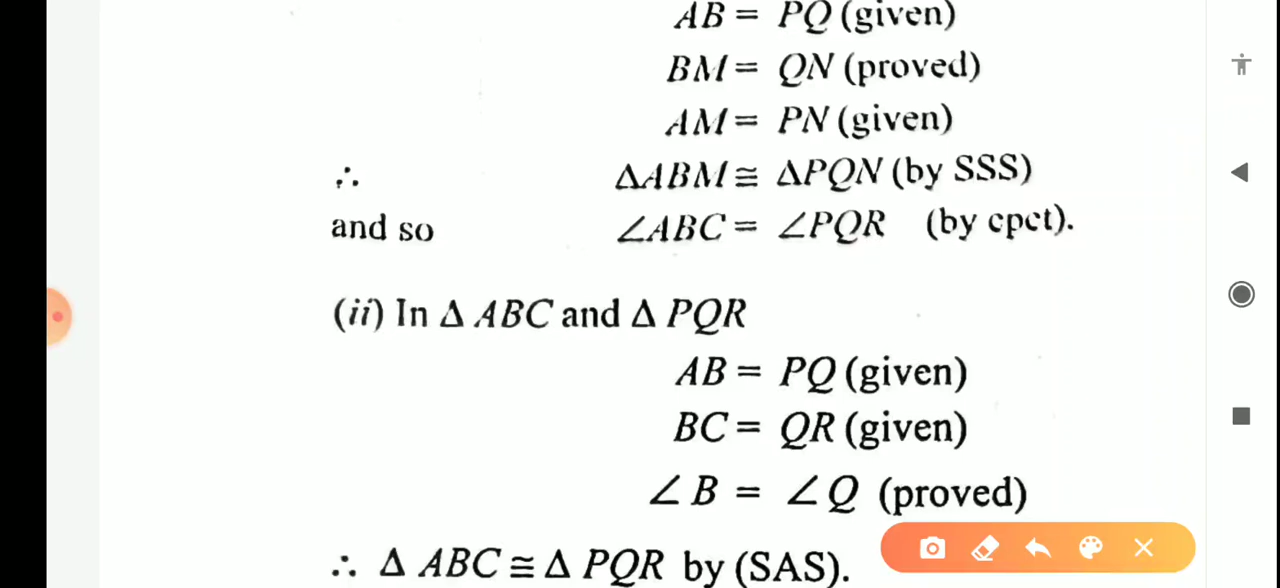 AB = PQ (given)
BM = QN (proved)
AM = PN (given)
∴ ΔABM ≅ ΔPQN (by SSS)
and so ∠ABC = ∠PQR (by cpct).
(ii) In Δ ABC and Δ PQR
AB = PQ (given)
BC = QR (given)
∠B = ∠Q (proved)
∴ Δ ABC ≅ Δ PQR by (SAS).